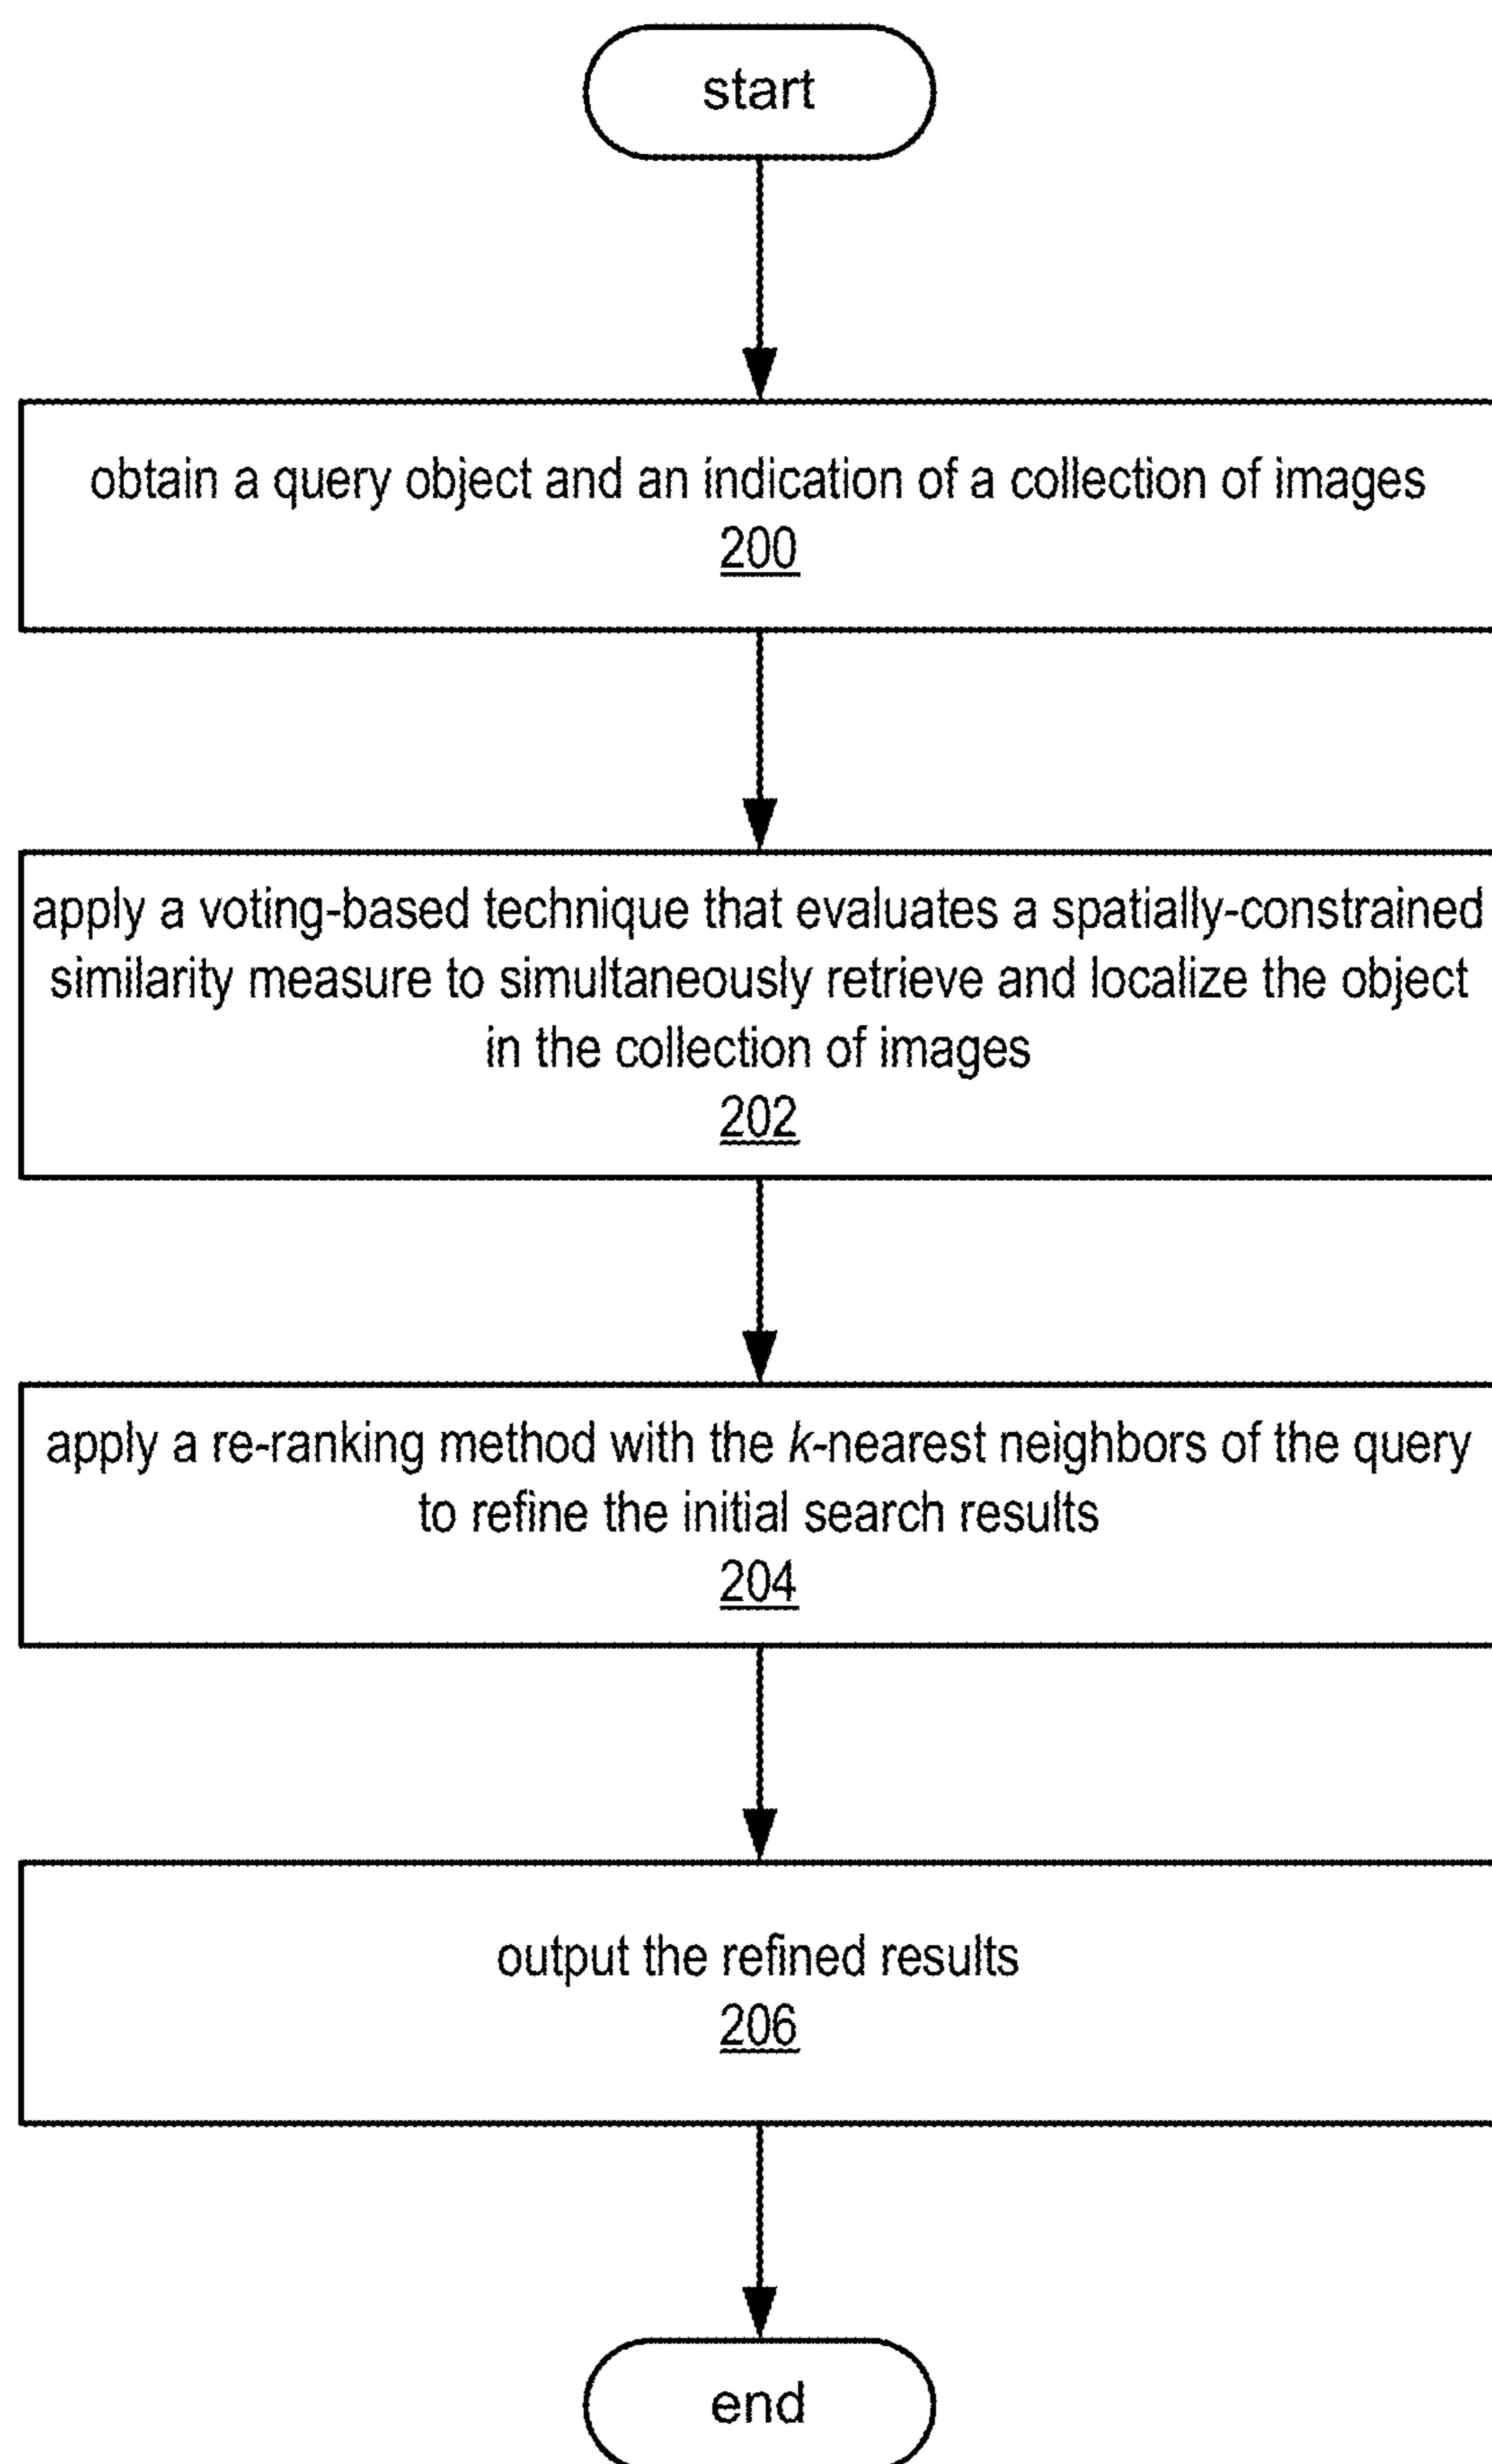 start
obtain a query object and an indication of a collection of images
200
apply a voting-based technique that evaluates a spatially-constrained
similarity measure to simultaneously retrieve and localize the object
in the collection of images
202
apply a re-ranking method with the k-nearest neighbors of the query
to refine the initial search results
204
output the refined results
206
end